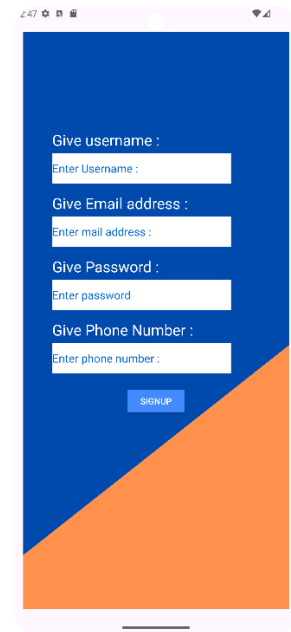 2:47
Give username :
Enter Username :
Give Email address :
Enter mail address :
Give Password :
Enter password
Give Phone Number :
Enter phone number :
SIGNUP